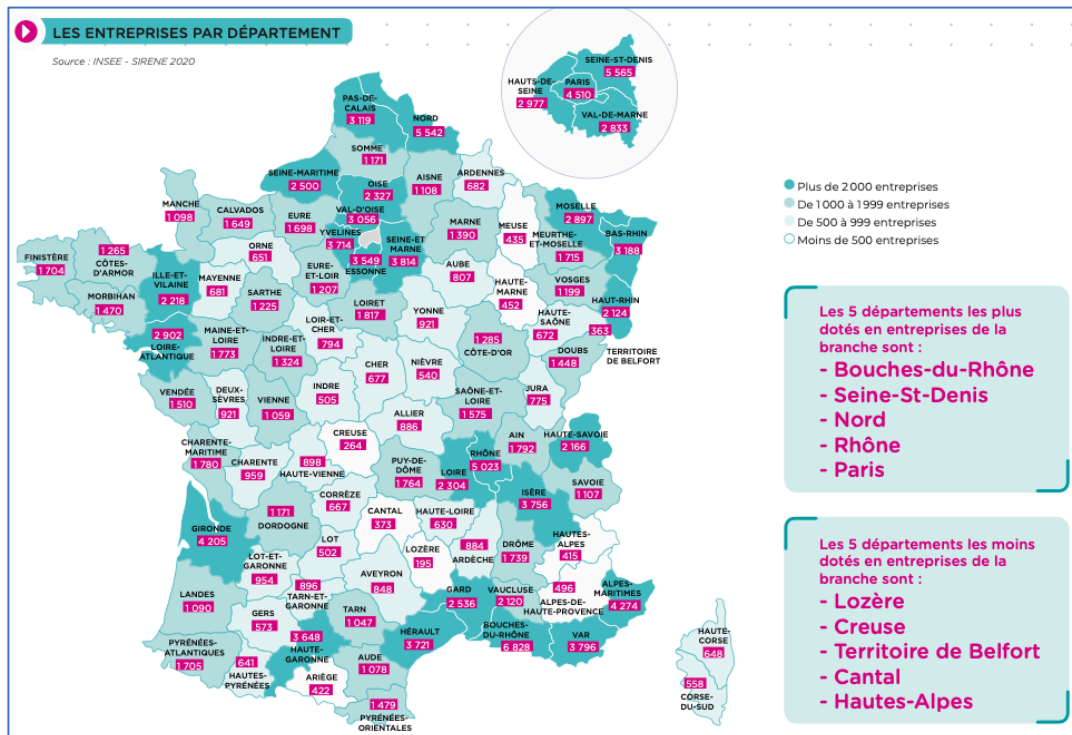 LES ENTREPRISES PAR DÉPARTEMENT
Source : INSEE - SIRENE 2020
SEINE-ST-DENIS
5 565
HAUTS-DE-
SEINE
2 977
PARIS
4 510
VAL-DE-MARNE
2 833
PAS-DE-
CALAIS
3 119
NORD
5 542
SOMME
1 171
SEINE-MARITIME
2 500
OISE
2 327
AISNE
1 108
ARDENNES
682
MANCHE
1 098
CALVADOS
1 649
EURE
1 698
VAL-D'OISE
3 056
YVELINES
3 714
SEINE-ET
MARNE
3 814
3 549
ESSONNE
MARNE
1 390
MEUSE
435
MOSELLE
2 897
MEURTHE-
ET-MOSELLE
1 715
BAS-RHIN
3 188
FINISTÈRE
1 704
1 265
CÔTES-
D'ARMOR
MORBIHAN
1 470
ILLE-ET-
VILAINE
2 218
ORNE
651
MAYENNE
681
SARTHE
1 225
EURE-
ET-LOIR
1 207
LOIRET
1 817
AUBE
807
YONNE
921
HAUTE-
MARNE
452
VOSGES
1 199
HAUT-RHIN
2 124
HAUTE-
SAÔNE
672
363
TERRITOIRE
DE BELFORT
2 902
LOIRE-
ATLANTIQUE
MAINE-ET
LOIRE
1 773
INDRE-ET
LOIRE
1 324
LOIR-ET-
CHER
794
CHER
677
NIÈVRE
540
1 285
CÔTE-D'OR
DOUBS
1 448
JURA
775
VENDÉE
1 510
DEUX-
SÈVRES
921
VIENNE
1 059
INDRE
505
ALLIER
886
SAÔNE-ET-
LOIRE
1 575
CHARENTE-
MARITIME
1 780
CHARENTE
959
898
HAUTE-VIENNE
CREUSE
264
PUY-DE-
DÔME
1 764
LOIRE
2 304
RHÔNE
5 023
AIN
1 792
HAUTE-SAVOIE
2 166
SAVOIE
1 107
ISÈRE
3 756
CORRÈZE
667
1 171
DORDOGNE
GIRONDE
4 205
LOT
502
CANTAL
373
HAUTE-LOIRE
630
884
ARDÈCHE
DRÔME
1 739
HAUTES-
ALPES
415
LOT-ET-
GARONNE
954
896
TARN-ET-
GARONNE
AVEYRON
848
LOZÈRE
195
GARD
2 536
VAUCLUSE
2 120
496
ALPES-DE-
HAUTE-PROVENCE
ALPES-
MARITIMES
4 274
LANDES
1 090
GERS
573
TARN
1 047
3 648
HAUTE-
GARONNE
HÉRAULT
3 721
BOUCHES-
DU-RHÔNE
6 828
VAR
3 796
PYRÉNÉES-
ATLANTIQUES
1 705
641
HAUTES-
PYRÉNÉES
ARIÈGE
422
AUDE
1 078
1 479
PYRÉNÉES-
ORIENTALES
HAUTE-
CORSE
648
558
CORSE-
DU-SUD
Plus de 2 000 entreprises
De 1 000 à 1 999 entreprises
De 500 à 999 entreprises
Moins de 500 entreprises
Les 5 départements les plus
dotés en entreprises de la
branche sont :
- Bouches-du-Rhône
- Seine-St-Denis
- Nord
- Rhône
- Paris
Les 5 départements les moins
dotés en entreprises de la
branche sont :
- Lozère
- Creuse
- Territoire de Belfort
- Cantal
- Hautes-Alpes